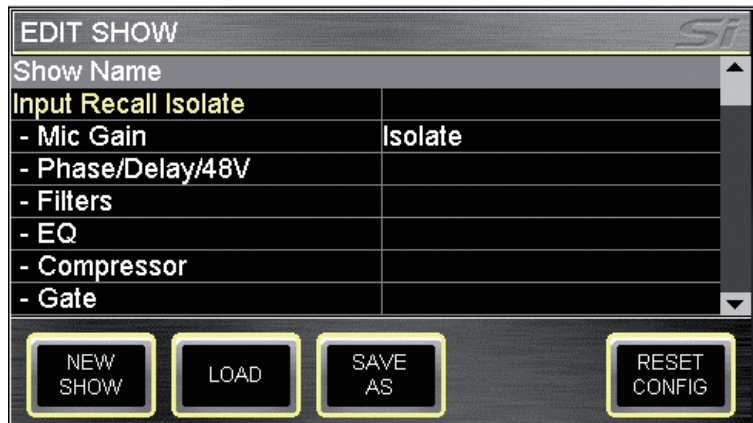 EDIT SHOW Si
Show Name
Input Recall Isolate
- Mic Gain Isolate
- Phase/Delay/48V
- Filters
- EQ
- Compressor
- Gate
NEW SHOW
LOAD
SAVE AS
RESET CONFIG